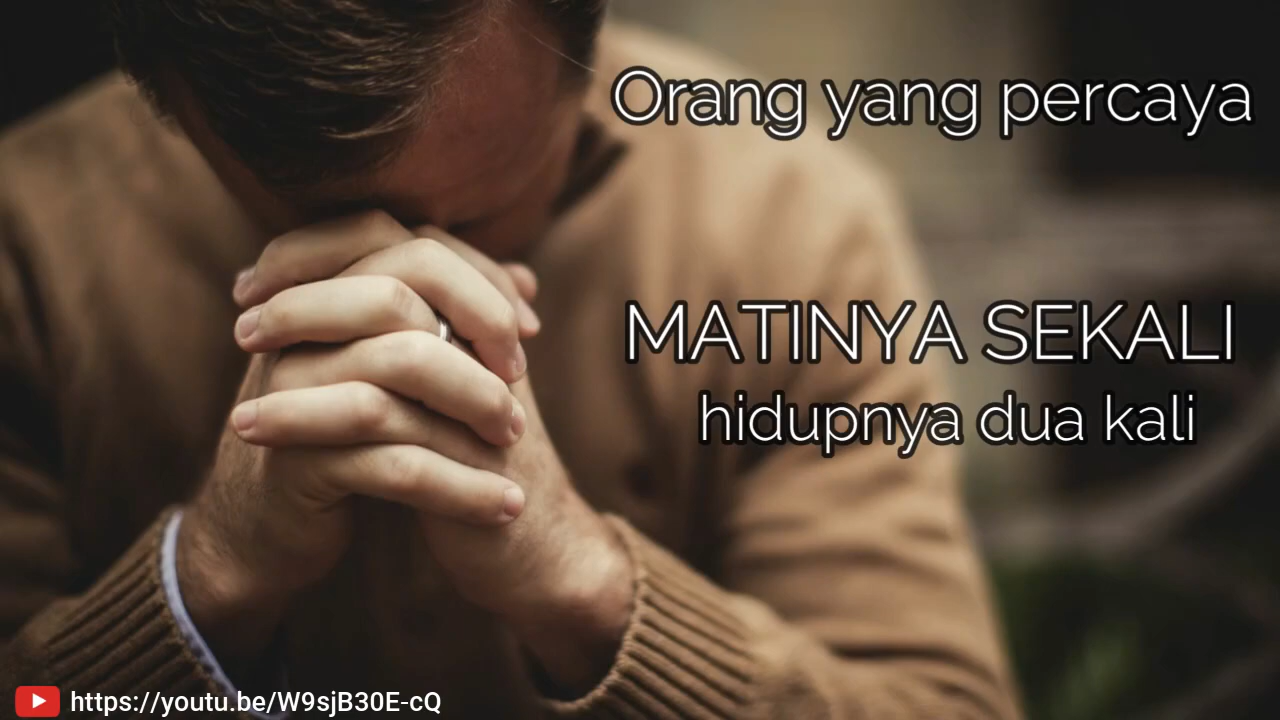 Orang yang percaya
MATINYA SEKALI
hidupnya dua kali
https://youtu.be/W9sjB30E-cQ